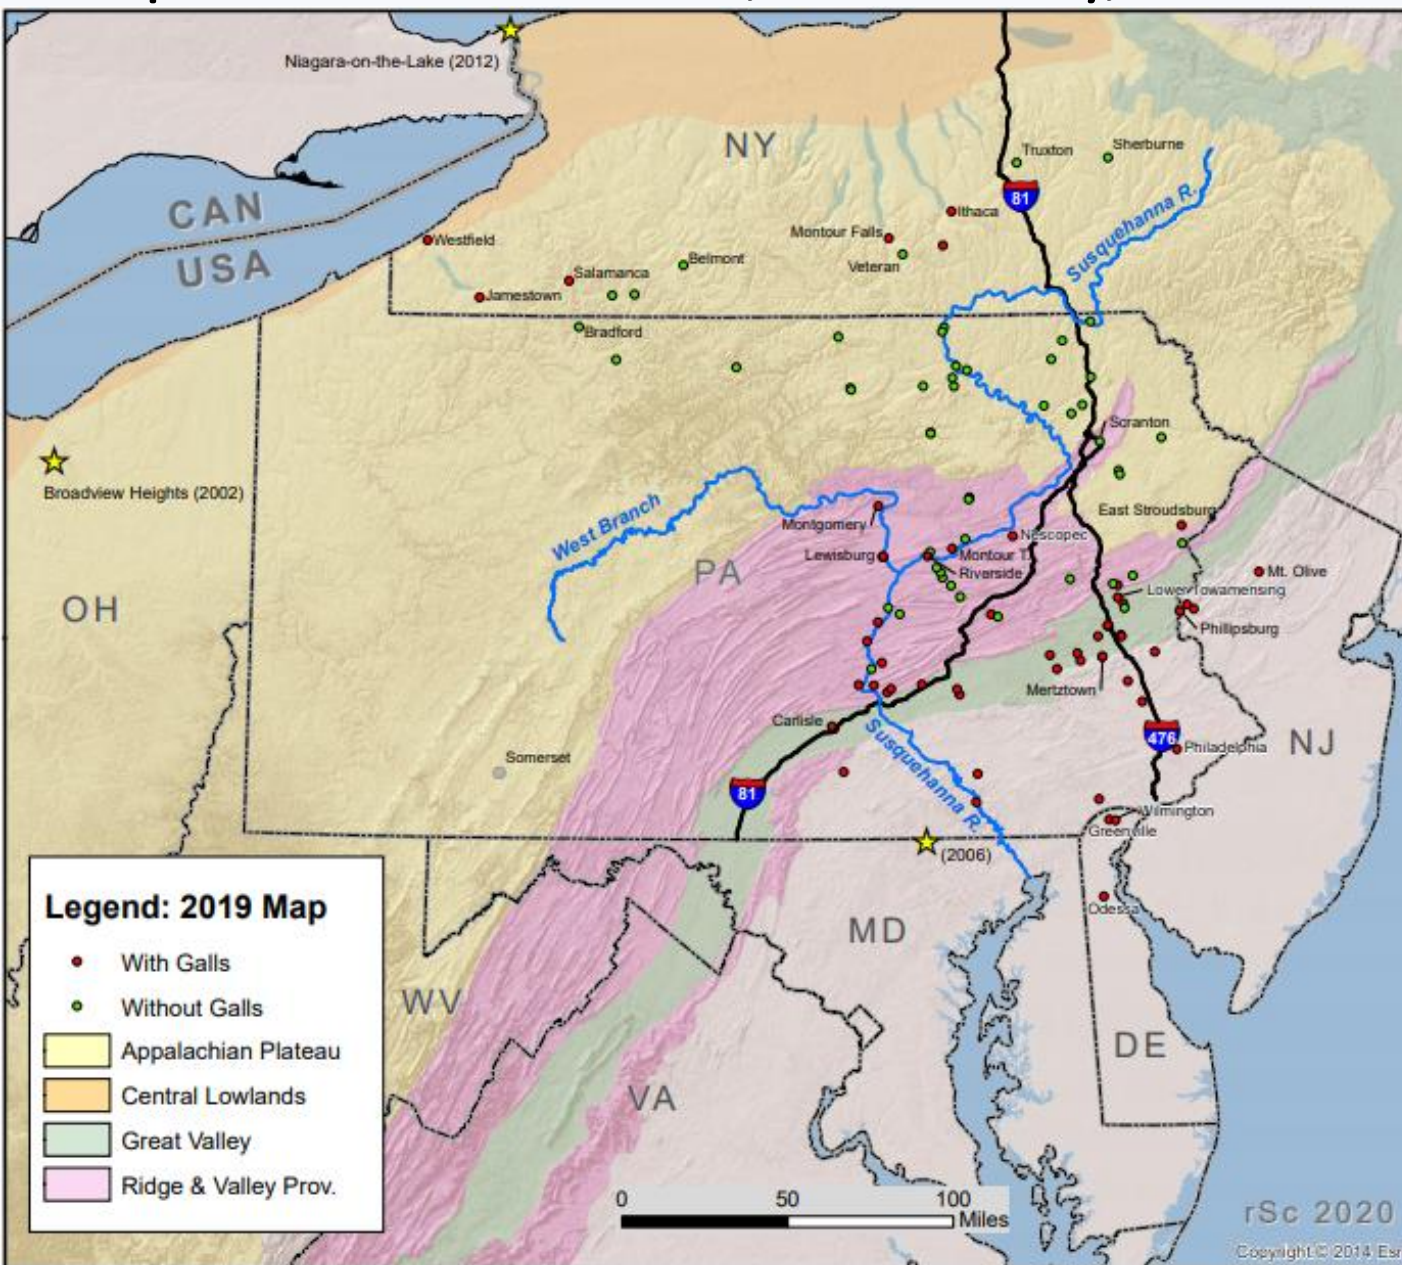 Niagara-on-the-Lake (2012)
NY
Truxton
Sherburne
81
CAN
USA
Ithaca
Susquehanna R.
Westfield
Montour Falls
Veteran
Belmont
Salamanca
Jamestown
Bradford
Scranton
Broadview Heights (2002)
West Branch
Montgomery
East Stroudsburg
Nescopec
Lewisburg
Montour T.
PA
Riverside
Mt. Olive
OH
Lower Towamensing
Phillipsburg
Mertztown
Carlisle
Susquehanna R.
476
Philadelphia
NJ
Somerset
81
Wilmington
Greenville
(2006)
Legend: 2019 Map
With Galls
Without Galls
Appalachian Plateau
Central Lowlands
Great Valley
Ridge & Valley Prov.
Odessa
MD
WV
DE
VA
0 50 100
Miles
rSc 2020
Copyright:© 2014 Esr